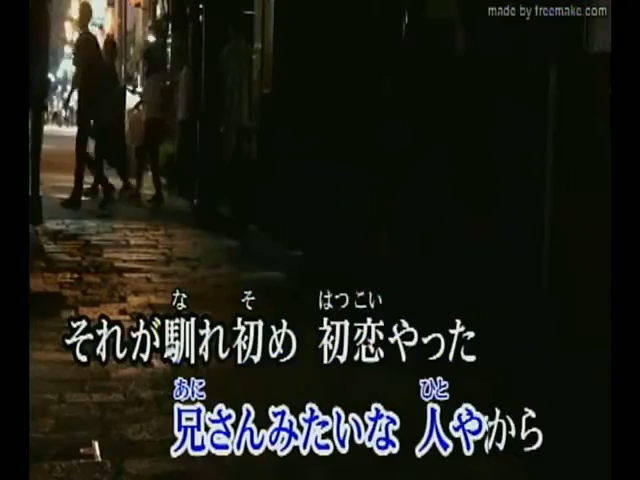 made by freemake.com
な そ はつこい
それが馴れ初め 初恋やった
あに ひと
兄さんみたいな 人やから